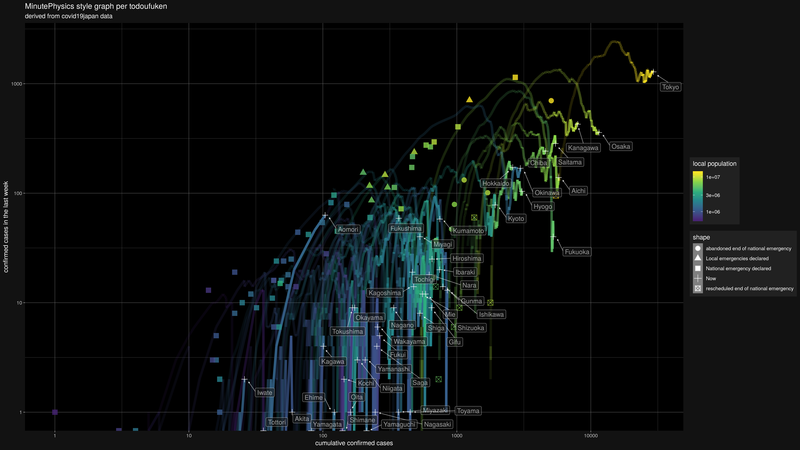 MinutePhysics style graph per todoufuken
derived from covid19japan data
confirmed cases in the last week
1000
100
10
1
Tokyo
Osaka
Kanagawa
Chiba
Saitama
Hokkaido
Okinawa
Aichi
Hyogo
Kyoto
Fukuoka
Aomori
Fukushima
Kumamoto
Miyagi
Hiroshima
Ibaraki
Tochigi
Nara
Kagoshima
Gunma
Okayama
Mie
Ishikawa
Tokushima
Nagano
Shiga
Shizuoka
Wakayama
Gifu
Kagawa
Fukui
Yamanashi
Iwate
Kochi
Niigata
Saga
Ehime
Oita
Miyazaki
Toyama
Tottori
Akita
Yamagata
Shimane
Yamaguchi
Nagasaki
1
10
100
1000
10000
cumulative confirmed cases
local population
1e+07
3e+06
1e+06
shape
abandoned end of national emergency
Local emergencies declared
National emergency declared
Now
rescheduled end of national emergency